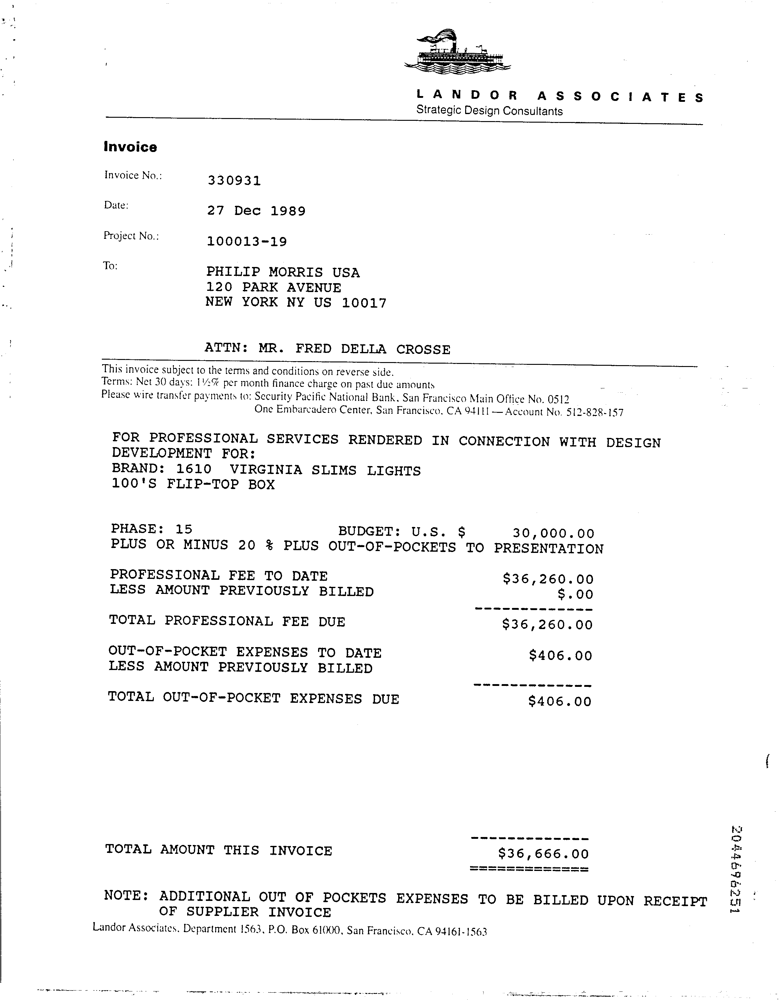 LANDOR ASSOCIATES
Strategic Design Consultants
Invoice
Invoice No.: 330931
Date: 27 Dec 1989
Project No.: 100013-19
To: PHILIP MORRIS USA
120 PARK AVENUE
NEW YORK NY US 10017
ATTN: MR. FRED DELLA CROSSE
This invoice subject to the terms and conditions on reverse side.
Terms: Net 30 days: 1½% per month finance charge on past due amounts
Please wire transfer payments to: Security Pacific National Bank, San Francisco Main Office No. 0512
One Embarcadero Center, San Francisco, CA 94111 — Account No. 512-828-157
FOR PROFESSIONAL SERVICES RENDERED IN CONNECTION WITH DESIGN
DEVELOPMENT FOR:
BRAND: 1610 VIRGINIA SLIMS LIGHTS
100'S FLIP-TOP BOX
PHASE: 15 BUDGET: U.S. $ 30,000.00
PLUS OR MINUS 20 % PLUS OUT-OF-POCKETS TO PRESENTATION
PROFESSIONAL FEE TO DATE $36,260.00
LESS AMOUNT PREVIOUSLY BILLED $.00
TOTAL PROFESSIONAL FEE DUE $36,260.00
OUT-OF-POCKET EXPENSES TO DATE $406.00
LESS AMOUNT PREVIOUSLY BILLED
TOTAL OUT-OF-POCKET EXPENSES DUE $406.00
TOTAL AMOUNT THIS INVOICE $36,666.00
NOTE: ADDITIONAL OUT OF POCKETS EXPENSES TO BE BILLED UPON RECEIPT
OF SUPPLIER INVOICE
Landor Associates, Department 1563, P.O. Box 61000, San Francisco, CA 94161-1563
2044696251